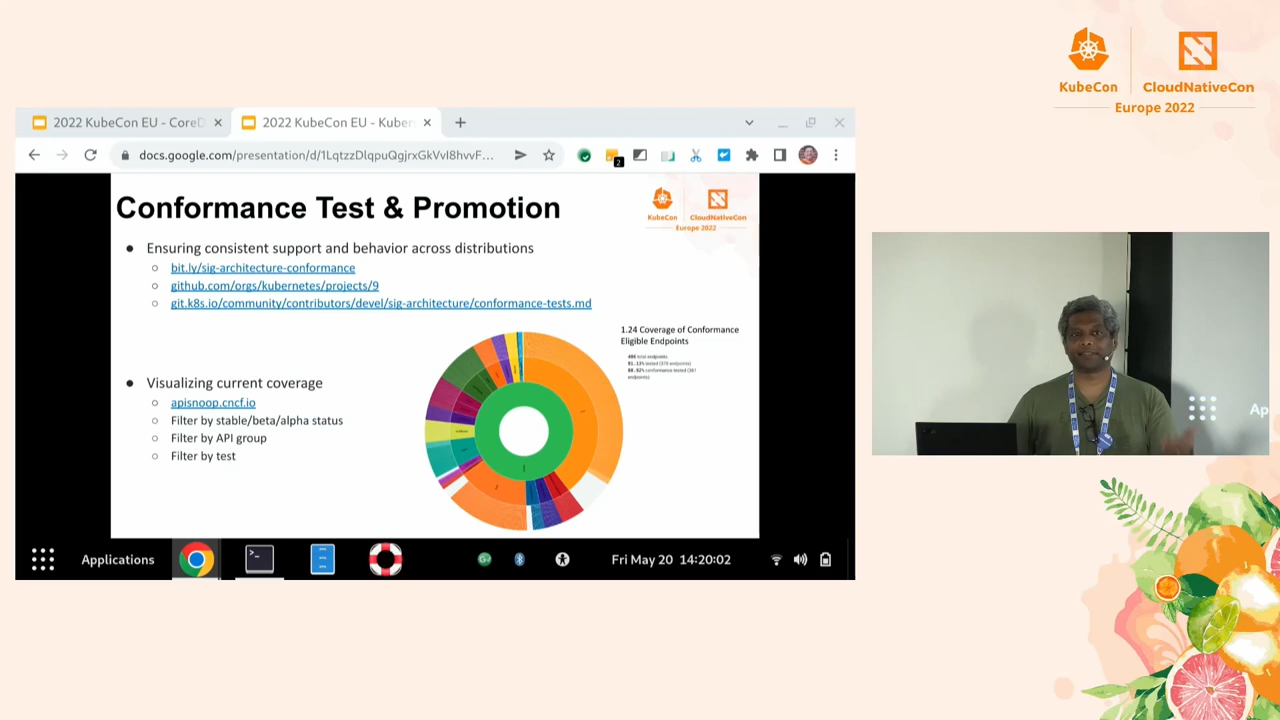 KubeCon
CloudNativeCon
Europe 2022
2022 KubeCon EU - CoreD
2022 KubeCon EU - Kuber
docs.google.com/presentation/d/1LqtzzDlqpuQgjrxGkVvI8hvvF...
2
Conformance Test & Promotion
KubeCon
CloudNativeCon
Europe 2022
Ensuring consistent support and behavior across distributions
bit.ly/sig-architecture-conformance
github.com/orgs/kubernetes/projects/9
git.k8s.io/community/contributors/devel/sig-architecture/conformance-tests.md
1.24 Coverage of Conformance
Eligible Endpoints
Visualizing current coverage
apisnoop.cncf.io
Filter by stable/beta/alpha status
Filter by API group
Filter by test
Ap
Applications
Fri May 20 14:20:02